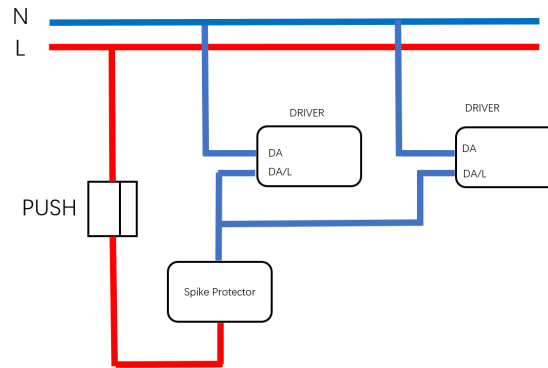 N
L
DRIVER
DRIVER
DA
DA/L
DA
DA/L
PUSH
Spike Protector